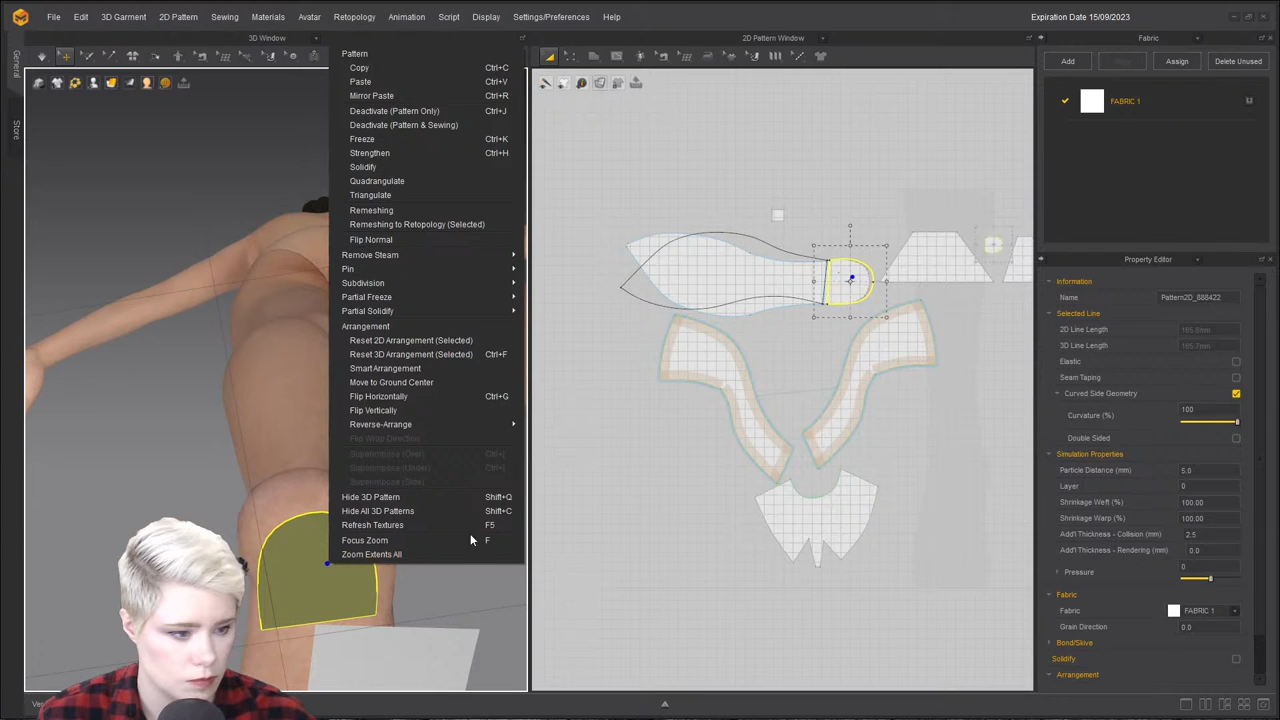 File Edit 3D Garment 2D Pattern Sewing Materials Avatar Retopology Animation Script Display Settings/Preferences Help
Expiration Date 15/09/2023
3D Window
2D Pattern Window
Fabric
General
Store
Pattern
Copy Ctrl+C
Paste Ctrl+V
Mirror Paste Ctrl+R
Deactivate (Pattern Only) Ctrl+J
Deactivate (Pattern & Sewing)
Freeze Ctrl+K
Strengthen Ctrl+H
Solidify
Quadrangulate
Triangulate
Remeshing
Remeshing to Retopology (Selected)
Flip Normal
Remove Steam
Pin
Subdivision
Partial Freeze
Partial Solidify
Arrangement
Reset 2D Arrangement (Selected)
Reset 3D Arrangement (Selected) Ctrl+F
Smart Arrangement
Move to Ground Center
Flip Horizontally Ctrl+G
Flip Vertically
Reverse-Arrange
Flip Wrap Direction
Superimpose (Over)
Superimpose (Under)
Superimpose (Side)
Hide 3D Pattern Shift+Q
Hide All 3D Patterns Shift+C
Refresh Textures F5
Focus Zoom F
Zoom Extents All
Add
Assign
Delete Unused
FABRIC 1
Property Editor
Information
Name Pattern2D_888422
Selected Line
2D Line Length
3D Line Length
Elastic
Seam Taping
Curved Side Geometry
Curvature (%) 100
Double Sided
Simulation Properties
Particle Distance (mm) 5.0
Layer 0
Shrinkage Weft (%) 100.00
Shrinkage Warp (%) 100.00
Add'l Thickness - Collision (mm) 2.5
Add'l Thickness - Rendering (mm) 0.0
Pressure 0
Fabric
Fabric FABRIC 1
Grain Direction 0.0
Bond/Skive
Solidify
Arrangement